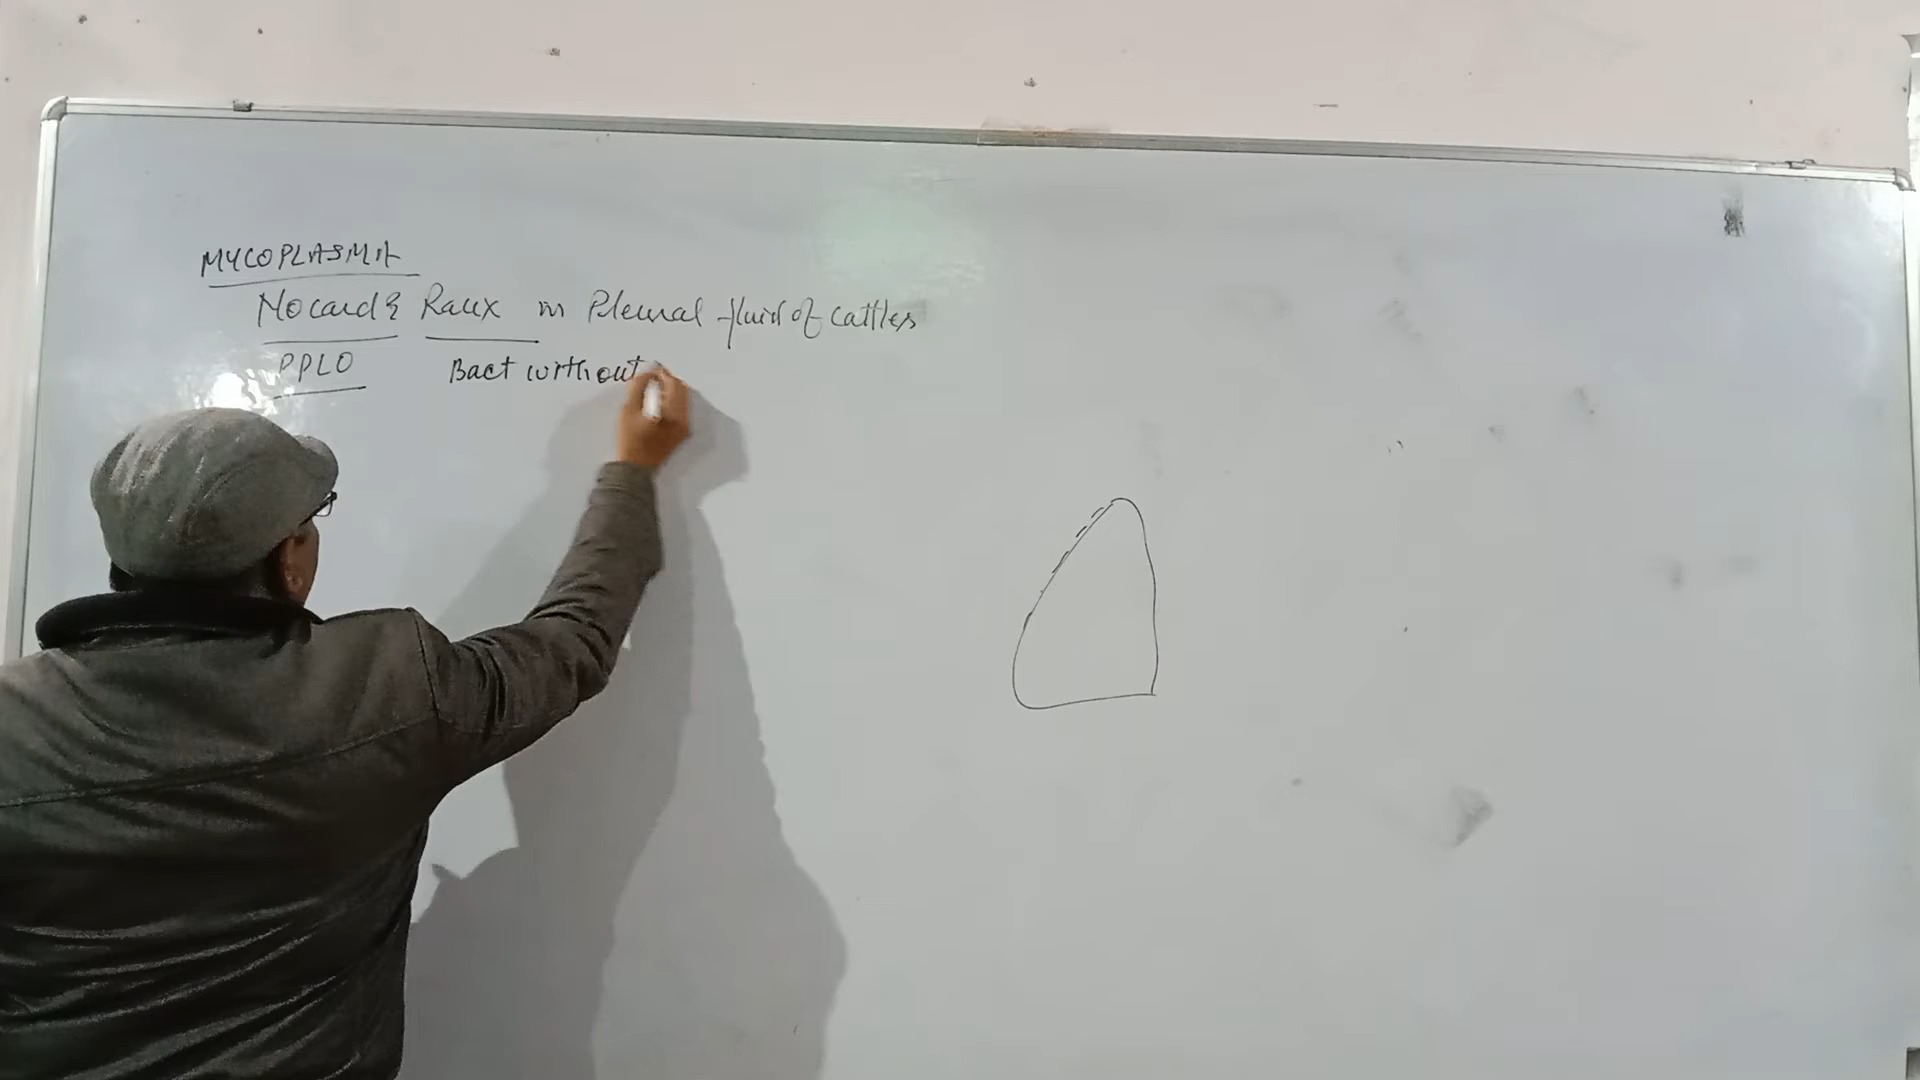 MYCOPLASMA
Nocard & Raux in Pleural fluid of cattles
PPLO Bact without